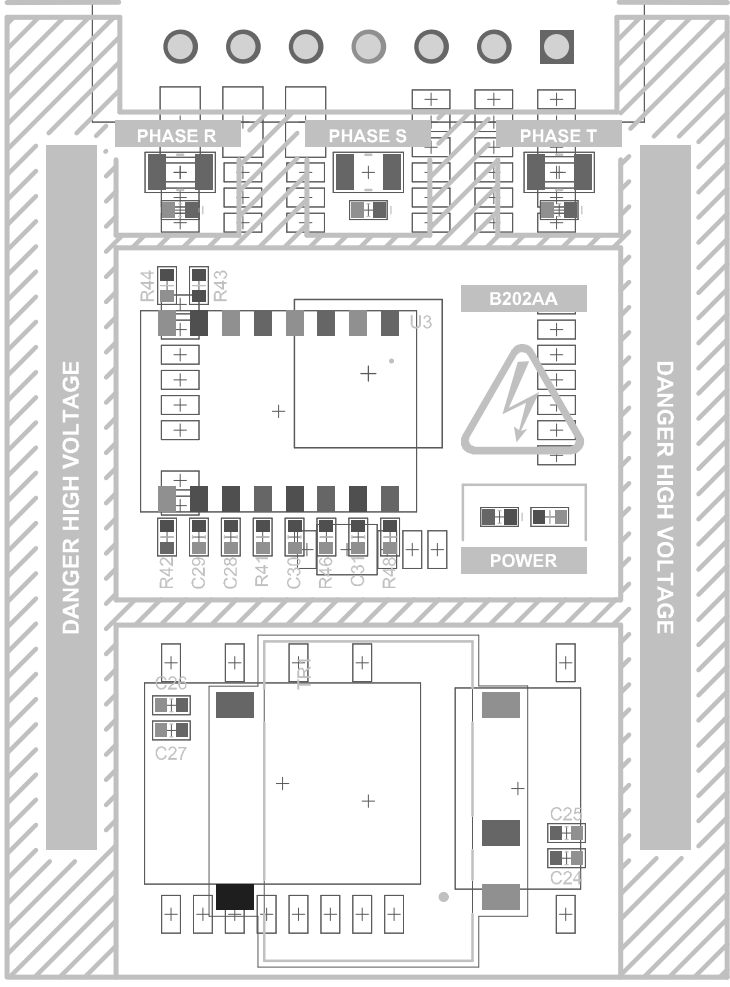 PHASE R
PHASE S
PHASE T
R44
R43
U3
B202AA
DANGER HIGH VOLTAGE
DANGER HIGH VOLTAGE
POWER
R42
C29
C28
R41
C30
R46
C31
R48
C26
C27
C25
C24